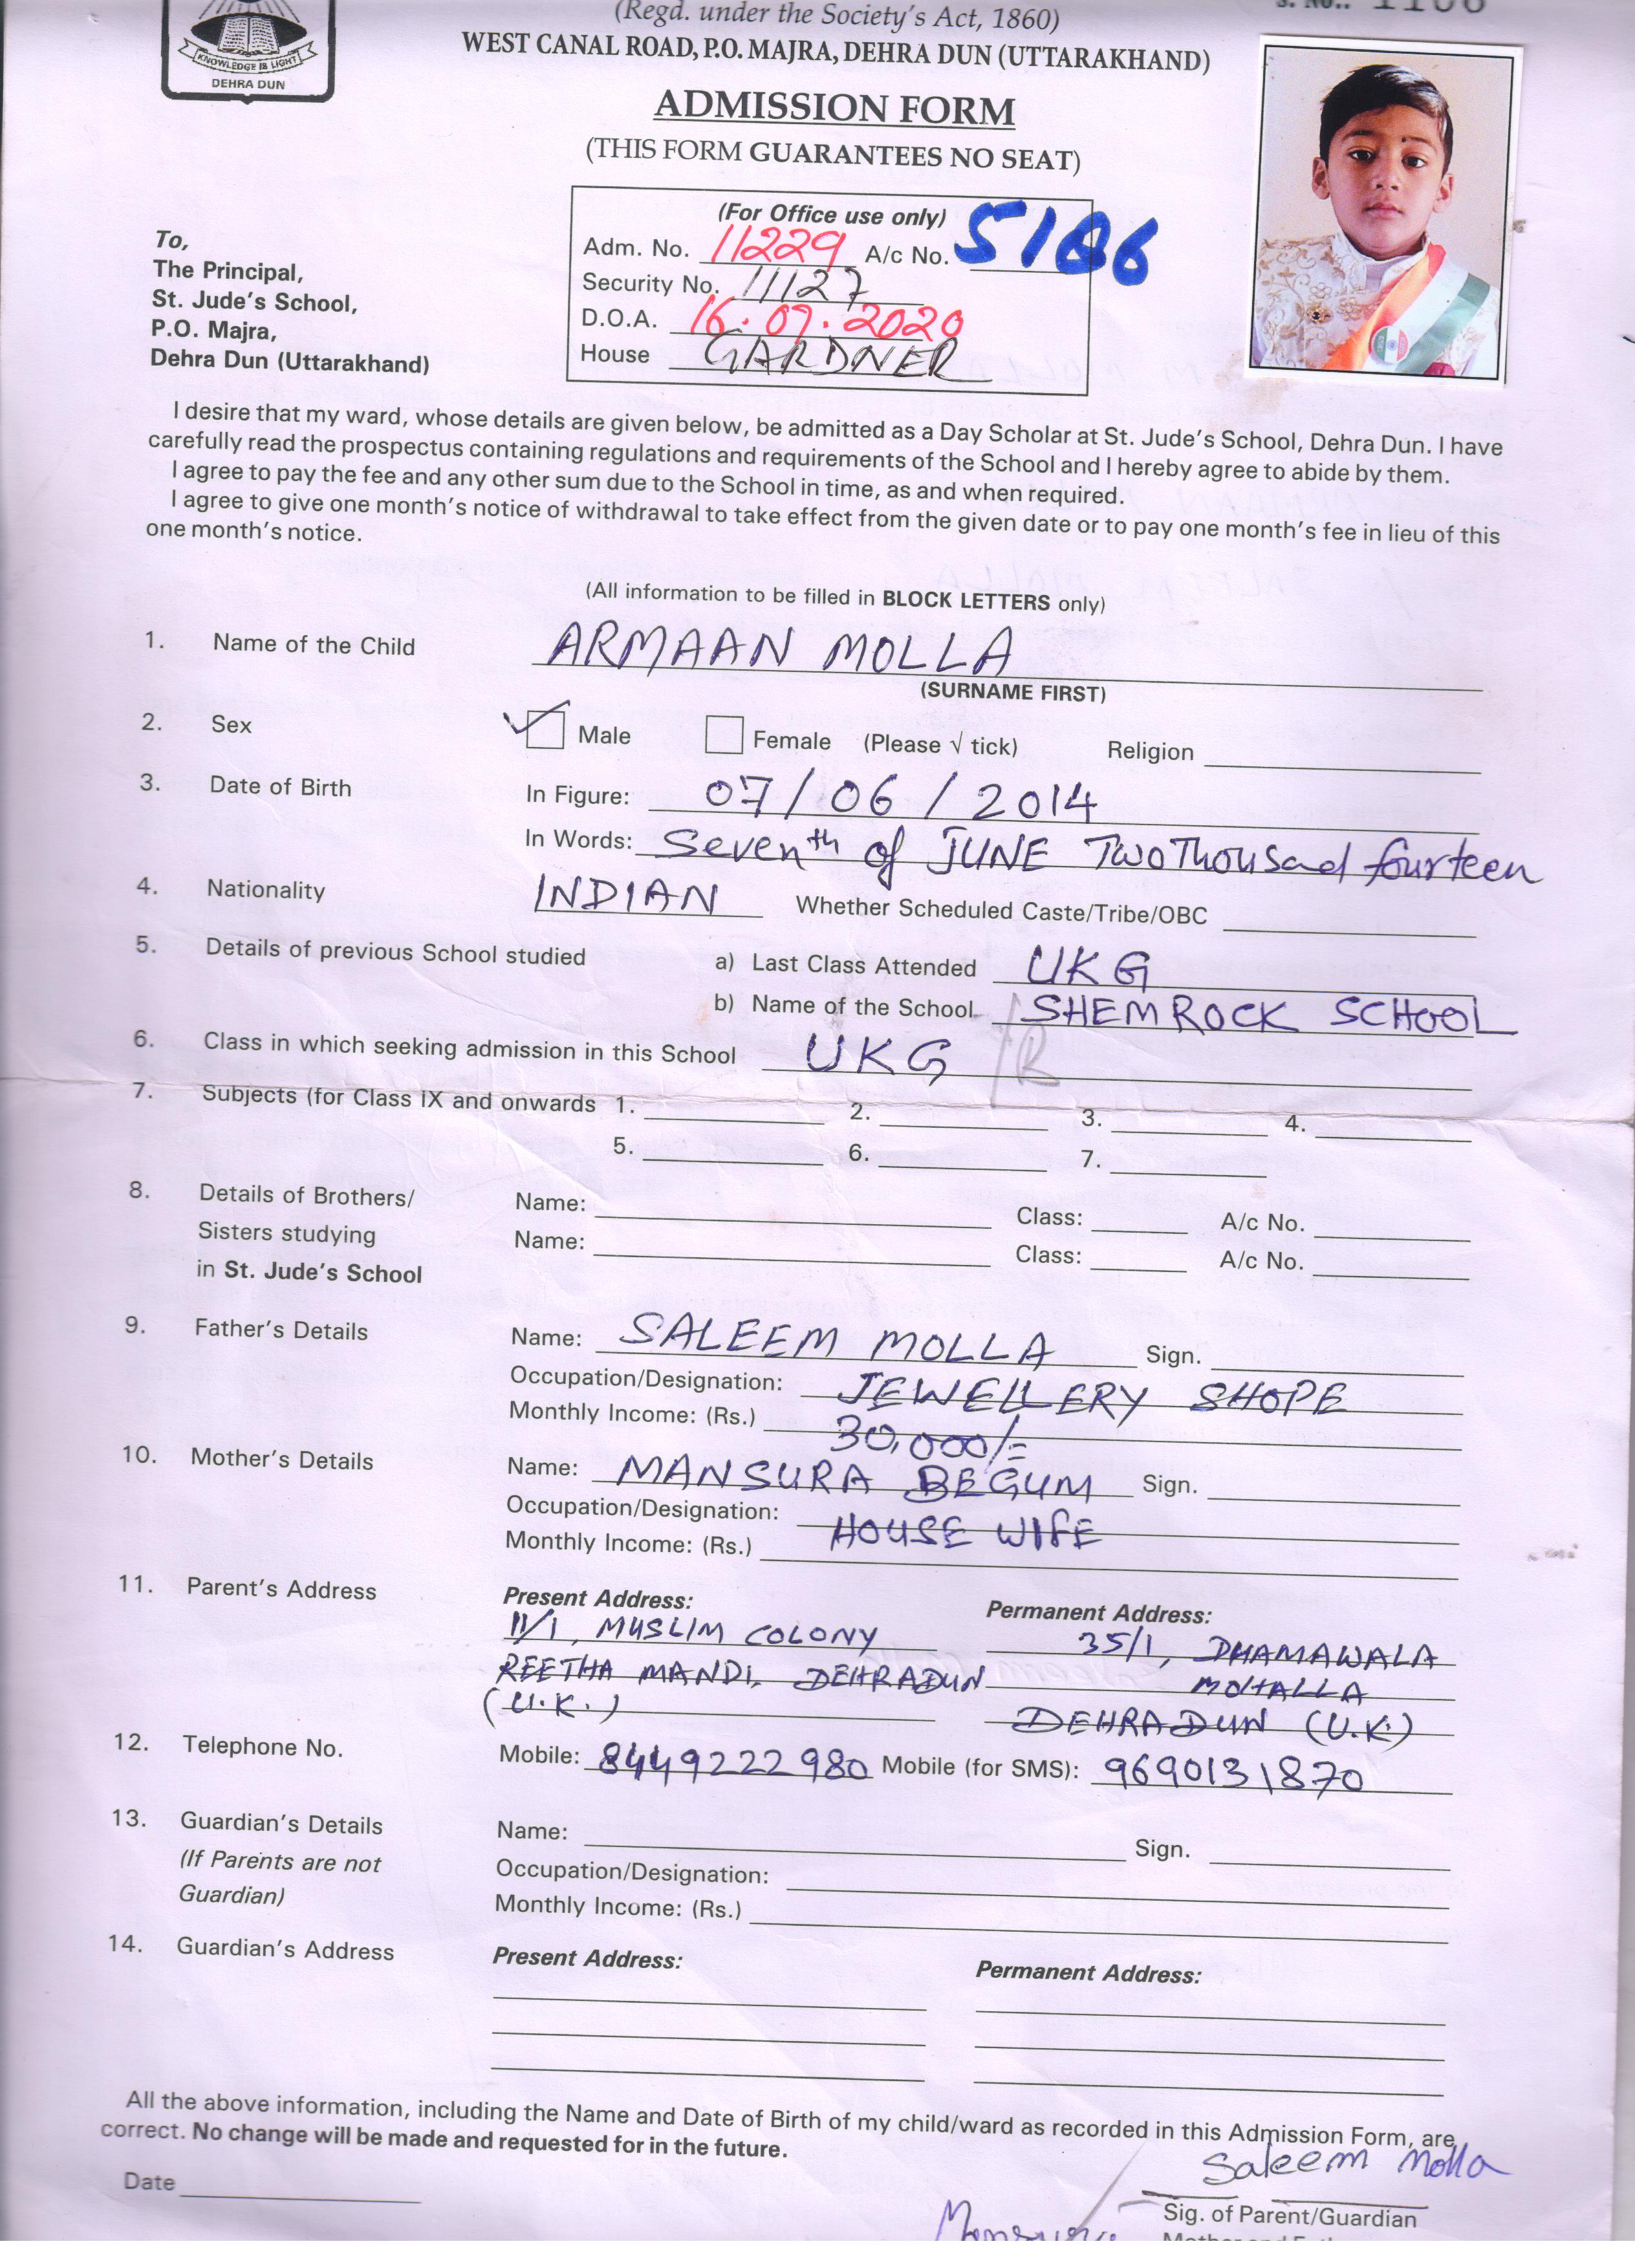 (Regd. under the Society's Act, 1860)
WEST CANAL ROAD, P.O. MAJRA, DEHRA DUN (UTTARAKHAND)
KNOWLEDGE IS LIGHT
DEHRA DUN
ADMISSION FORM
(THIS FORM GUARANTEES NO SEAT)
(For Office use only)
Adm. No. 11229 A/c No. 5186
Security No. 11127
D.O.A. 16.07.2020
House GARDNER
To,
The Principal,
St. Jude's School,
P.O. Majra,
Dehra Dun (Uttarakhand)
I desire that my ward, whose details are given below, be admitted as a Day Scholar at St. Jude's School, Dehra Dun. I have
carefully read the prospectus containing regulations and requirements of the School and I hereby agree to abide by them.
I agree to pay the fee and any other sum due to the School in time, as and when required.
I agree to give one month's notice of withdrawal to take effect from the given date or to pay one month's fee in lieu of this
one month's notice.
(All information to be filled in BLOCK LETTERS only)
1. Name of the Child ARMAAN MOLLA
(SURNAME FIRST)
2. Sex Male Female (Please √ tick) Religion
3. Date of Birth In Figure: 07/06/2014
In Words: Seventh of JUNE TwoThousad fourteen
4. Nationality INDIAN Whether Scheduled Caste/Tribe/OBC
5. Details of previous School studied a) Last Class Attended UKG
b) Name of the School SHEMROCK SCHOOL
6. Class in which seeking admission in this School UKG
7. Subjects (for Class IX and onwards 1. 2. 3. 4.
5. 6. 7.
8. Details of Brothers/ Name: Class: A/c No.
Sisters studying Name: Class: A/c No.
in St. Jude's School
9. Father's Details Name: SALEEM MOLLA Sign.
Occupation/Designation: JEWELLERY SHOPE
Monthly Income: (Rs.) 30,000/=
10. Mother's Details Name: MANSURA BEGUM Sign.
Occupation/Designation: HOUSE WIFE
Monthly Income: (Rs.)
11. Parent's Address Present Address: Permanent Address:
11/1, MUSLIM COLONY 35/1, DHAMAWALA
REETHA MANDI, DEHRADUN MOHALLA
(U.K.) DEHRADUN (U.K.)
12. Telephone No. Mobile: 8449222980 Mobile (for SMS): 9690131870
13. Guardian's Details Name: Sign.
(If Parents are not Occupation/Designation:
Guardian) Monthly Income: (Rs.)
14. Guardian's Address Present Address: Permanent Address:
All the above information, including the Name and Date of Birth of my child/ward as recorded in this Admission Form, are
correct. No change will be made and requested for in the future.
Saleem Molla
Date
Sig. of Parent/Guardian